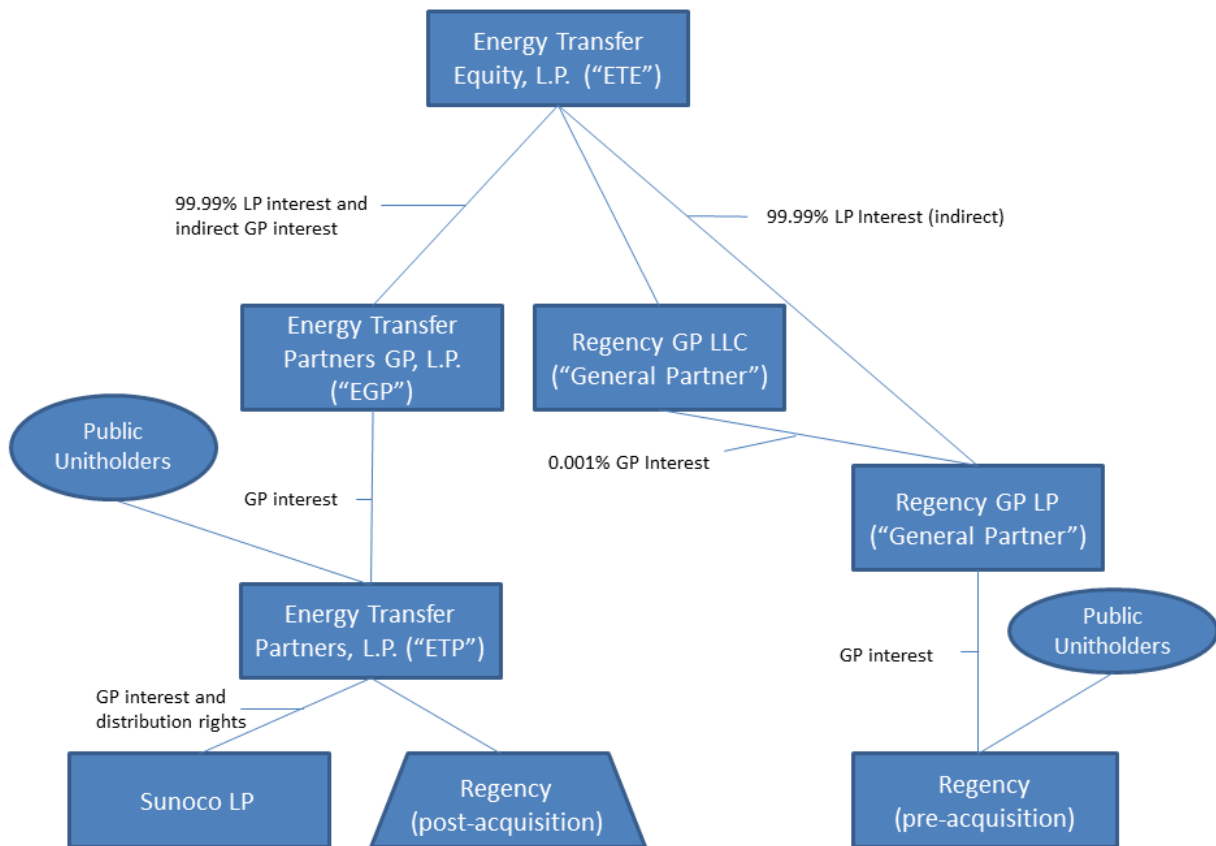 Energy Transfer
Equity, L.P. (“ETE”)
99.99% LP interest and
indirect GP interest
99.99% LP Interest (indirect)
Energy Transfer
Partners GP, L.P.
(“EGP”)
Regency GP LLC
(“General Partner”)
Public
Unitholders
0.001% GP Interest
GP interest
Regency GP LP
(“General Partner”)
Energy Transfer
Partners, L.P. (“ETP”)
Public
Unitholders
GP interest
GP interest and
distribution rights
Sunoco LP
Regency
(post-acquisition)
Regency
(pre-acquisition)